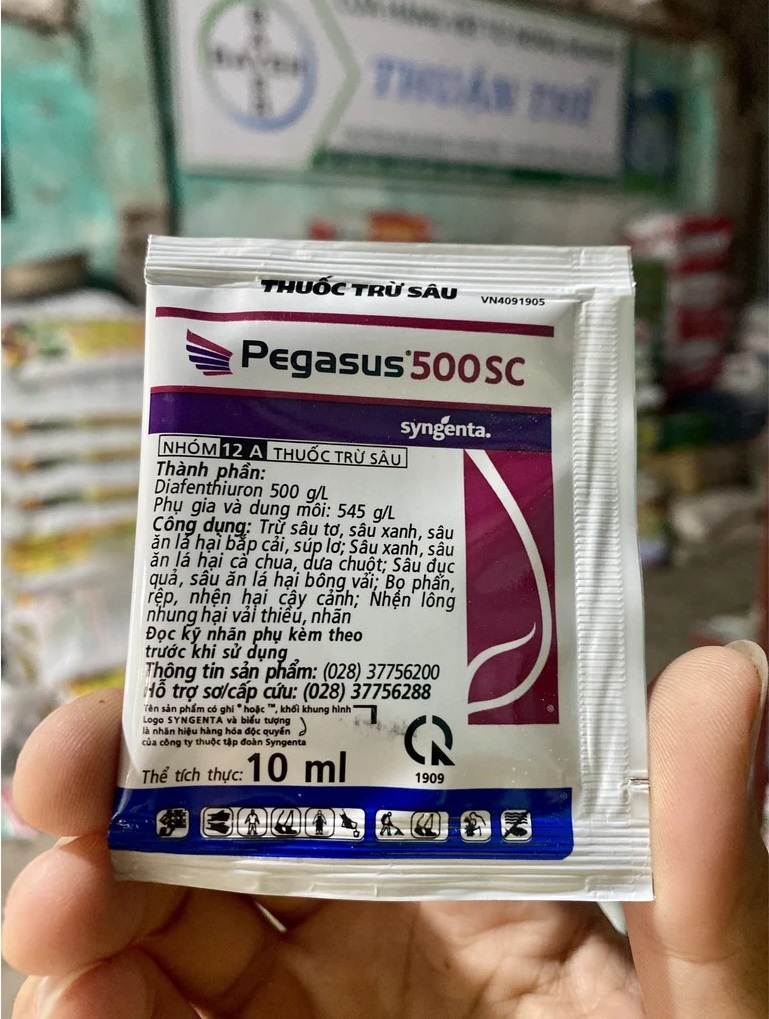 BAYER
THUẬN THỂ
THUỐC TRỪ SÂU VN4091905
Pegasus® 500SC
syngenta.
NHÓM 12 A THUỐC TRỪ SÂU
Thành phần:
Diafenthiuron 500 g/L
Phụ gia và dung môi: 545 g/L
Công dụng: Trừ sâu tơ, sâu xanh, sâu
ăn lá hại bắp cải, súp lơ; Sâu xanh, sâu
ăn lá hại cà chua, dưa chuột; Sâu đục
quả, sâu ăn lá hại bông vải; Bọ phấn,
rệp, nhện hại cây cảnh; Nhện lông
nhung hại vải thiều, nhãn
Đọc kỹ nhãn phụ kèm theo
trước khi sử dụng
Thông tin sản phẩm: (028) 37756200
Hỗ trợ sơ/cấp cứu: (028) 37756288
Tên sản phẩm có ghi ® hoặc ™, khối khung hình
Logo SYNGENTA và biểu tượng
là nhãn hiệu hàng hóa độc quyền
của công ty thuộc tập đoàn Syngenta
Thể tích thực: 10 ml
1909